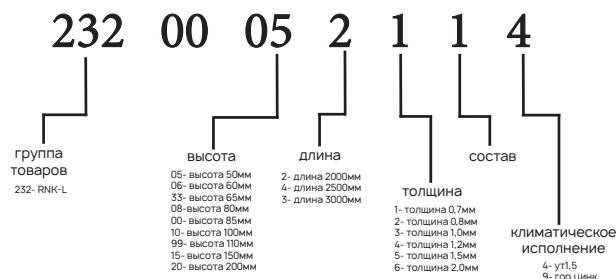 232 00 05 2 1 1 4
группа
товаров
232- RNK-L
высота
05- высота 50мм
06- высота 60мм
33- высота 65мм
08- высота 80мм
00- высота 85мм
10- высота 100мм
99- высота 110мм
15- высота 150мм
20- высота 200мм
длина
2- длина 2000мм
4- длина 2500мм
3- длина 3000мм
толщина
1- толщина 0,7мм
2- толщина 0,8мм
3- толщина 1,0мм
4- толщина 1,2мм
5- толщина 1,5мм
6- толщина 2,0мм
состав
климатическое
исполнение
4- ут1,5
9- гор.цинк